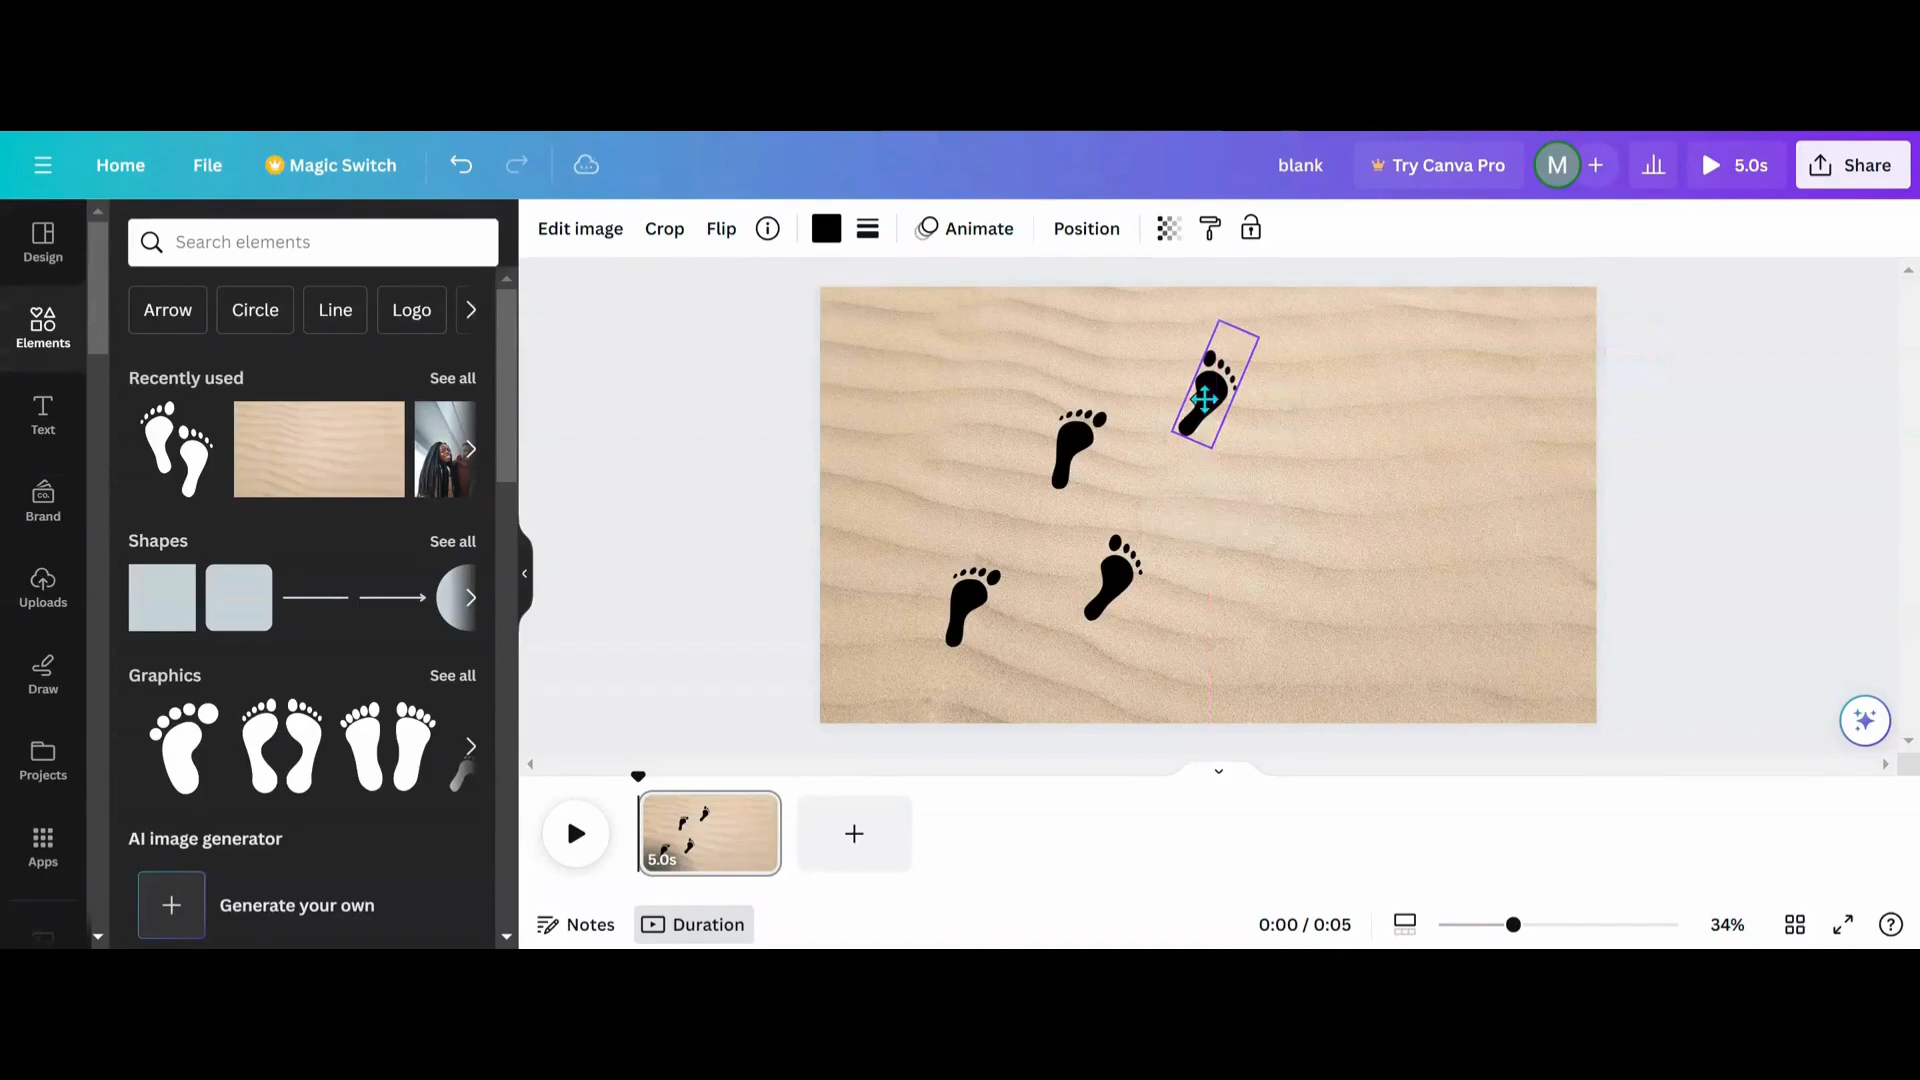 Home File Magic Switch blank Try Canva Pro M + 5.0s Share
Edit image Crop Flip Animate Position
Design
Elements
Text
Brand
CO.
Uploads
Draw
Projects
Apps
Search elements
Arrow Circle Line Logo
Recently used See all
Shapes See all
Graphics See all
AI image generator
Generate your own
5.0s
Notes Duration 0:00 / 0:05 34% ?